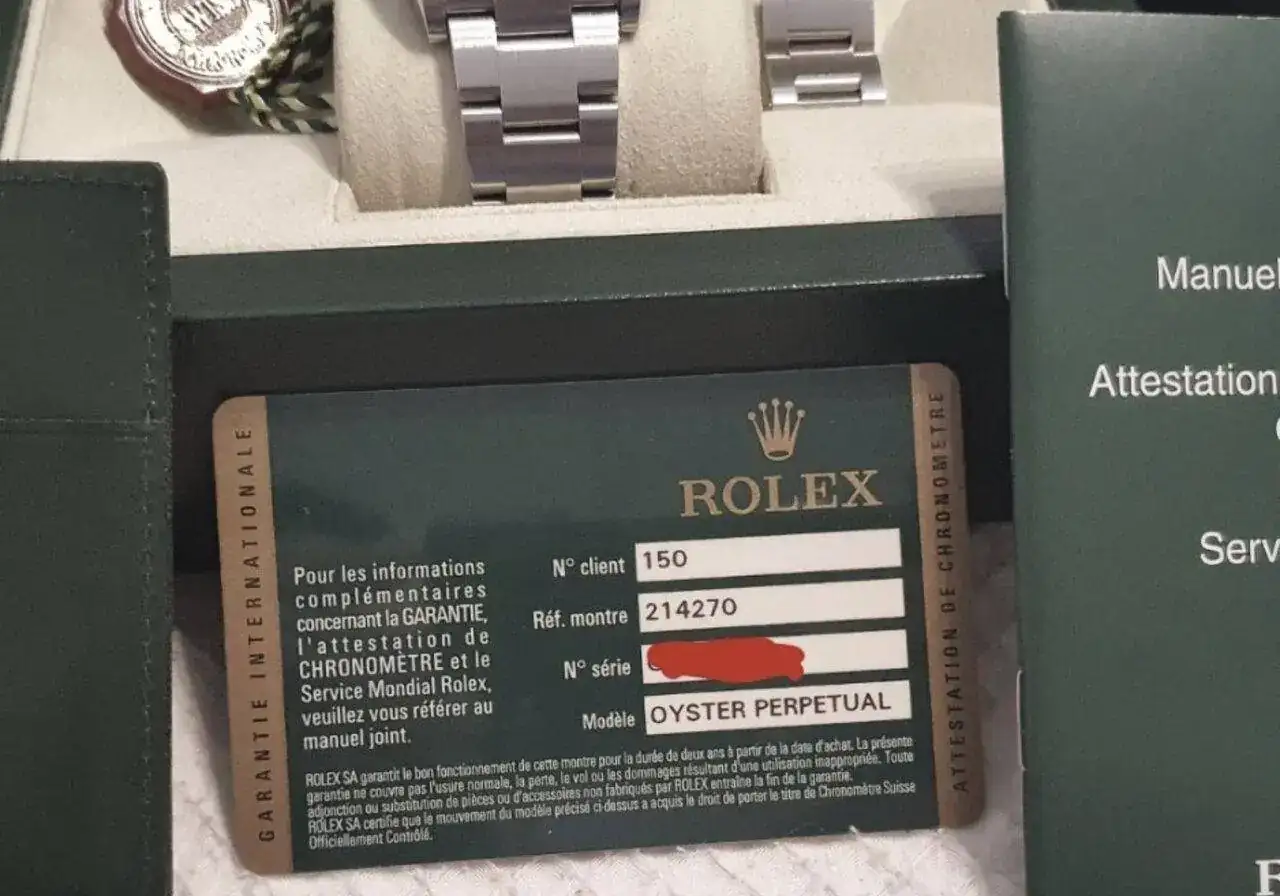 GARANTIE INTERNATIONALE
ROLEX
Pour les informations
complémentaires
concernant la GARANTIE,
l'attestation de
CHRONOMÈTRE et le
Service Mondial Rolex,
veuillez vous référer au
manuel joint.
N° client 150
Réf. montre 214270
N° série
Modèle OYSTER PERPETUAL
ROLEX SA garantit le bon fonctionnement de cette montre pour la durée de deux ans à partir de la date d'achat. La présente
garantie ne couvre pas l'usure normale, la perte, le vol ou les dommages résultant d'une utilisation inappropriée. Toute
adjonction ou substitution de pièces ou d'accessoires non fabriqués par ROLEX entraîne la fin de la garantie.
ROLEX SA certifie que le mouvement du modèle précisé ci-dessus a acquis le droit de porter le titre de Chronomètre Suisse
Officiellement Contrôlé.
ATTESTATION DE CHRONOMETRE
Manuel
Attestation
Serv